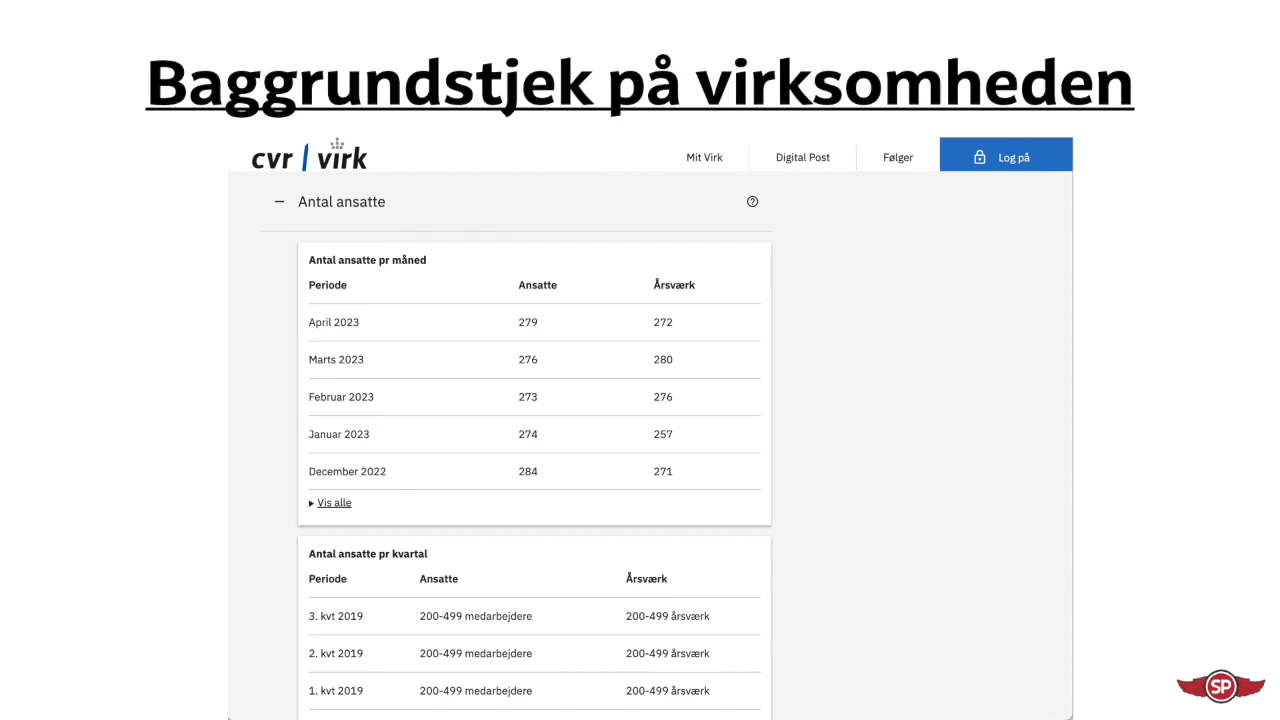 Baggrundstjek på virksomheden
cvr virk
Mit Virk Digital Post Følger Log på
Antal ansatte
Antal ansatte pr måned
Periode Ansatte Årsværk
April 2023 279 272
Marts 2023 276 280
Februar 2023 273 276
Januar 2023 274 257
December 2022 284 271
Vis alle
Antal ansatte pr kvartal
Periode Ansatte Årsværk
3. kvt 2019 200-499 medarbejdere 200-499 årsværk
2. kvt 2019 200-499 medarbejdere 200-499 årsværk
1. kvt 2019 200-499 medarbejdere 200-499 årsværk
SP